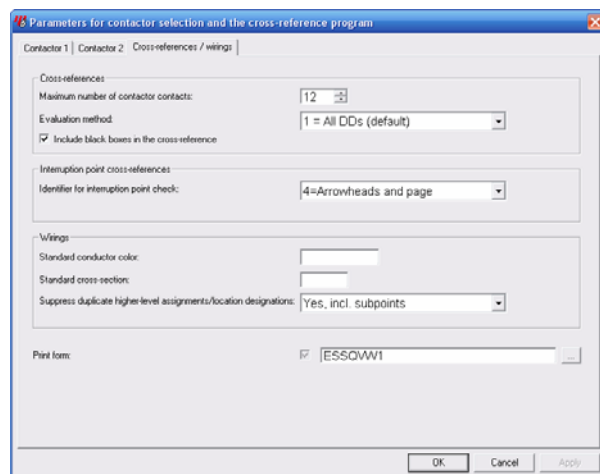 Parameters for contactor selection and the cross-reference program
Contactor 1 Contactor 2 Cross-references / wirings
Cross-references
Maximum number of contactor contacts: 12
Evaluation method: 1 = All DDs (default)
Include black boxes in the cross-reference
Interruption point cross-references
Identifier for interruption point check: 4=Arrowheads and page
Wirings
Standard conductor color:
Standard cross-section:
Suppress duplicate higher-level assignments/location designations: Yes, incl. subpoints
Print form: ESSQVW1 ...
OK Cancel Apply